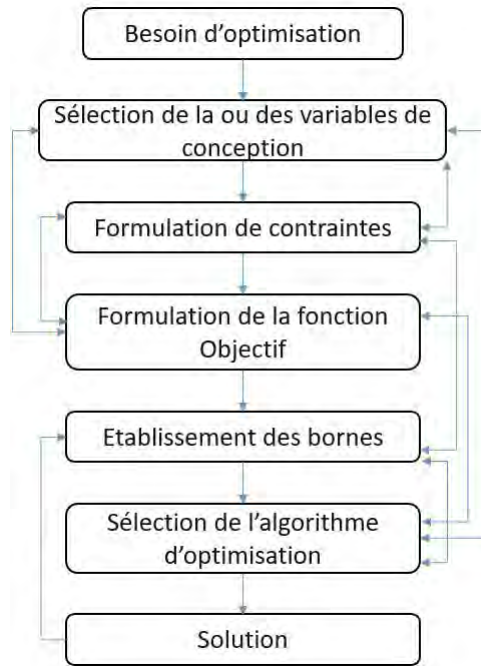 Besoin d'optimisation
Sélection de la ou des variables de
conception
Formulation de contraintes
Formulation de la fonction
Objectif
Etablissement des bornes
Sélection de l'algorithme
d'optimisation
Solution